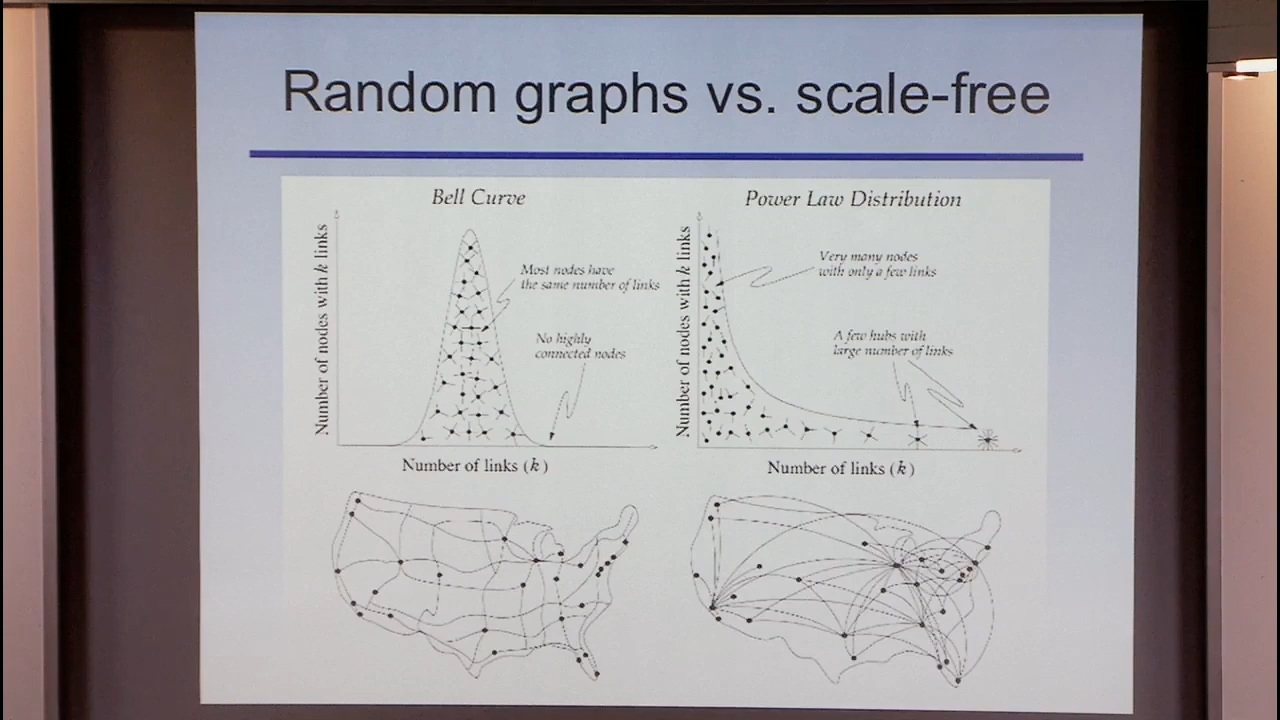 Random graphs vs. scale-free
Bell Curve
Number of nodes with k links
Most nodes have
the same number of links
No highly
connected nodes
Number of links (k)
Power Law Distribution
Number of nodes with k links
Very many nodes
with only a few links
A few hubs with
large number of links
Number of links (k)